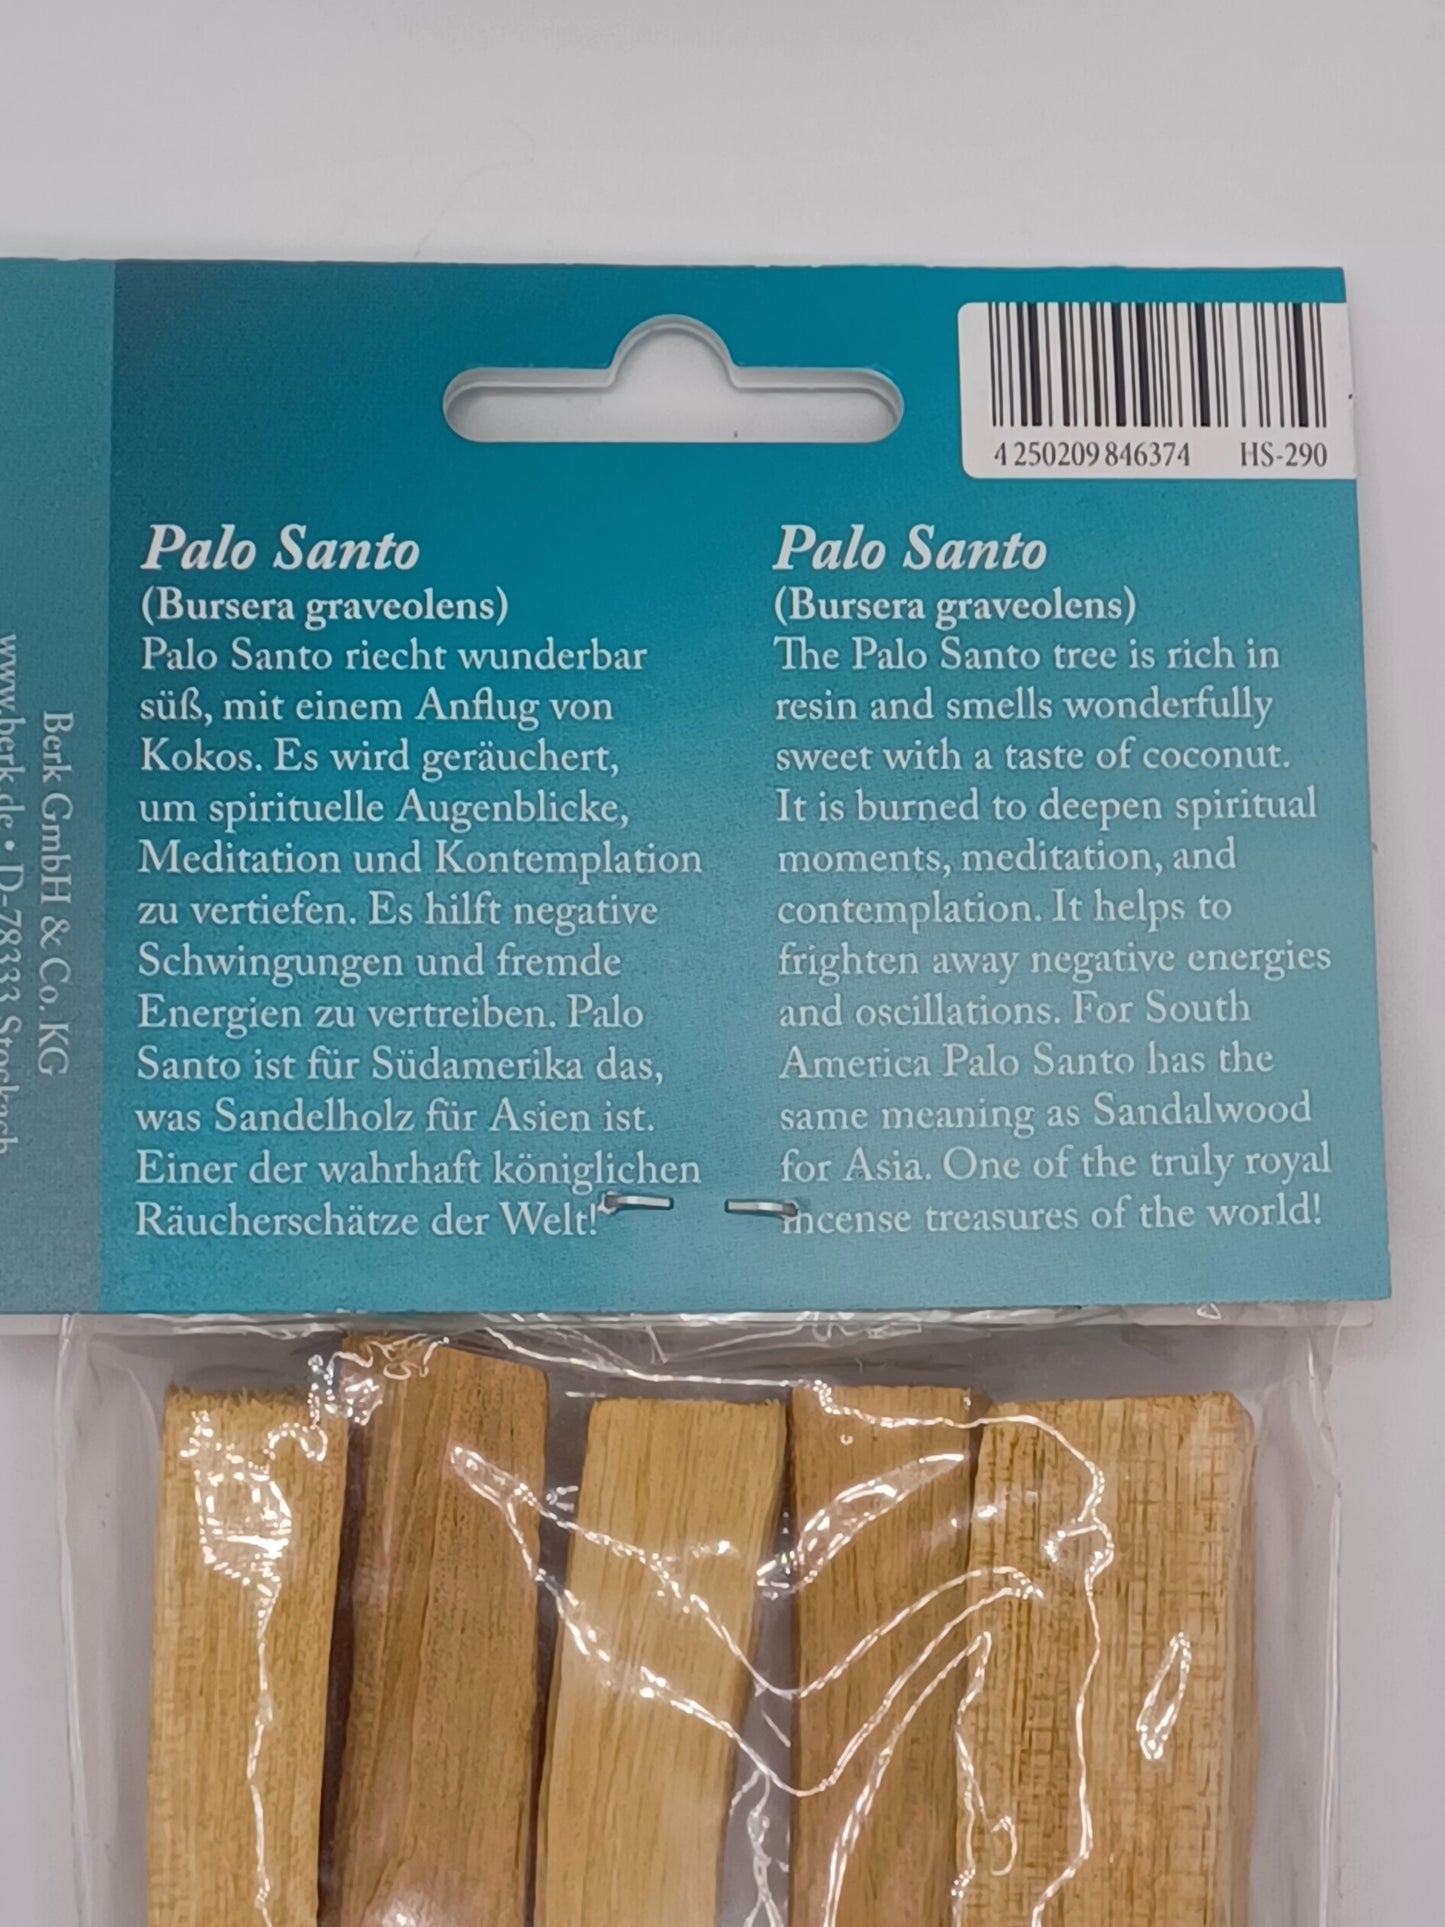 4 250209 846374 HS-290
Palo Santo
(Bursera graveolens)
Palo Santo riecht wunderbar
süß, mit einem Anflug von
Kokos. Es wird geräuchert,
um spirituelle Augenblicke,
Meditation und Kontemplation
zu vertiefen. Es hilft negative
Schwingungen und fremde
Energien zu vertreiben. Palo
Santo ist für Südamerika das,
was Sandelholz für Asien ist.
Einer der wahrhaft königlichen
Räucherschätze der Welt!
Palo Santo
(Bursera graveolens)
The Palo Santo tree is rich in
resin and smells wonderfully
sweet with a taste of coconut.
It is burned to deepen spiritual
moments, meditation, and
contemplation. It helps to
frighten away negative energies
and oscillations. For South
America Palo Santo has the
same meaning as Sandalwood
for Asia. One of the truly royal
incense treasures of the world!
Berk GmbH & Co. KG
www.berk.de • D-78333 Stockach